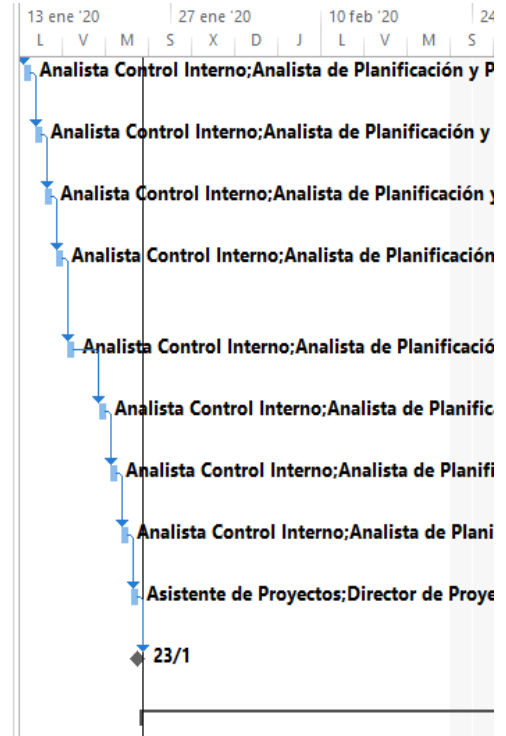 13 ene '20 27 ene '20 10 feb '20 24
L V M S X D J L V M S
Analista Control Interno;Analista de Planificación y P
Analista Control Interno;Analista de Planificación y
Analista Control Interno;Analista de Planificación y
Analista Control Interno;Analista de Planificación
Analista Control Interno;Analista de Planificació
Analista Control Interno;Analista de Planific
Analista Control Interno;Analista de Planifi
Analista Control Interno;Analista de Plani
Asistente de Proyectos;Director de Proye
23/1